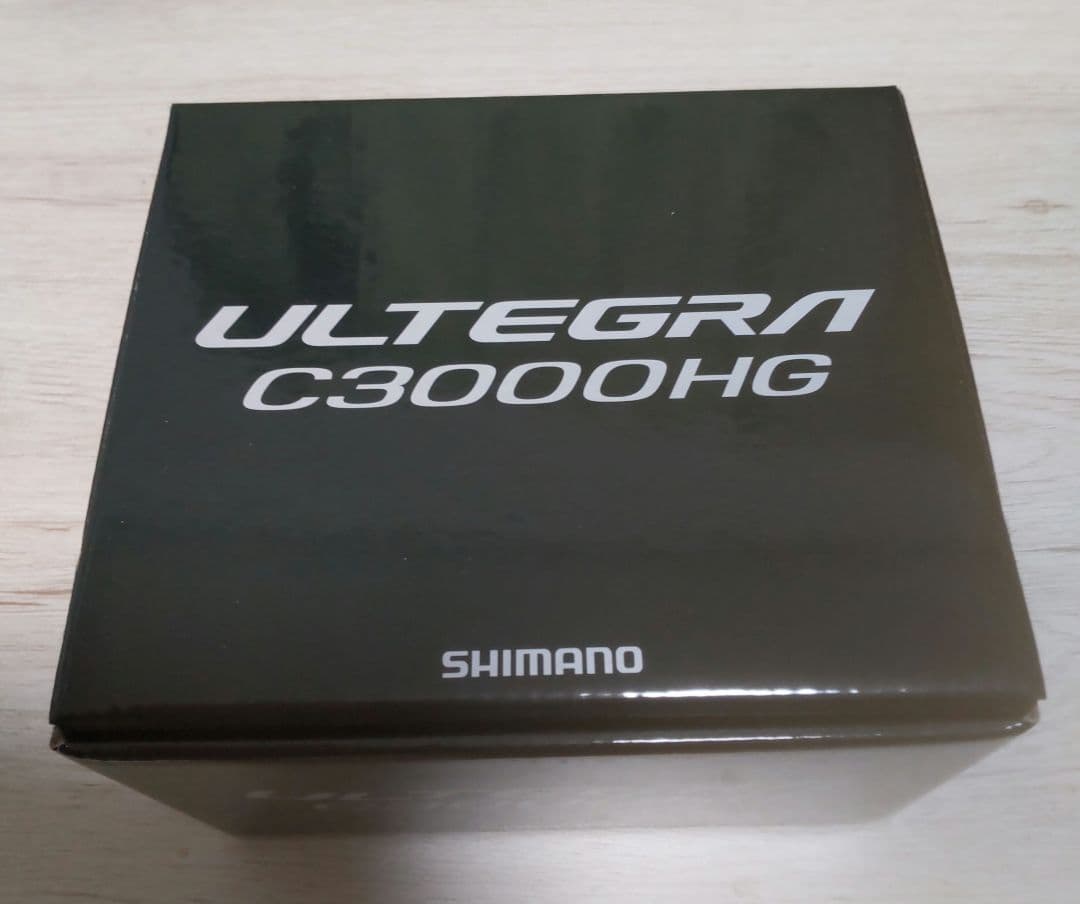 ULTEGRA
C3000HG
SHIMANO